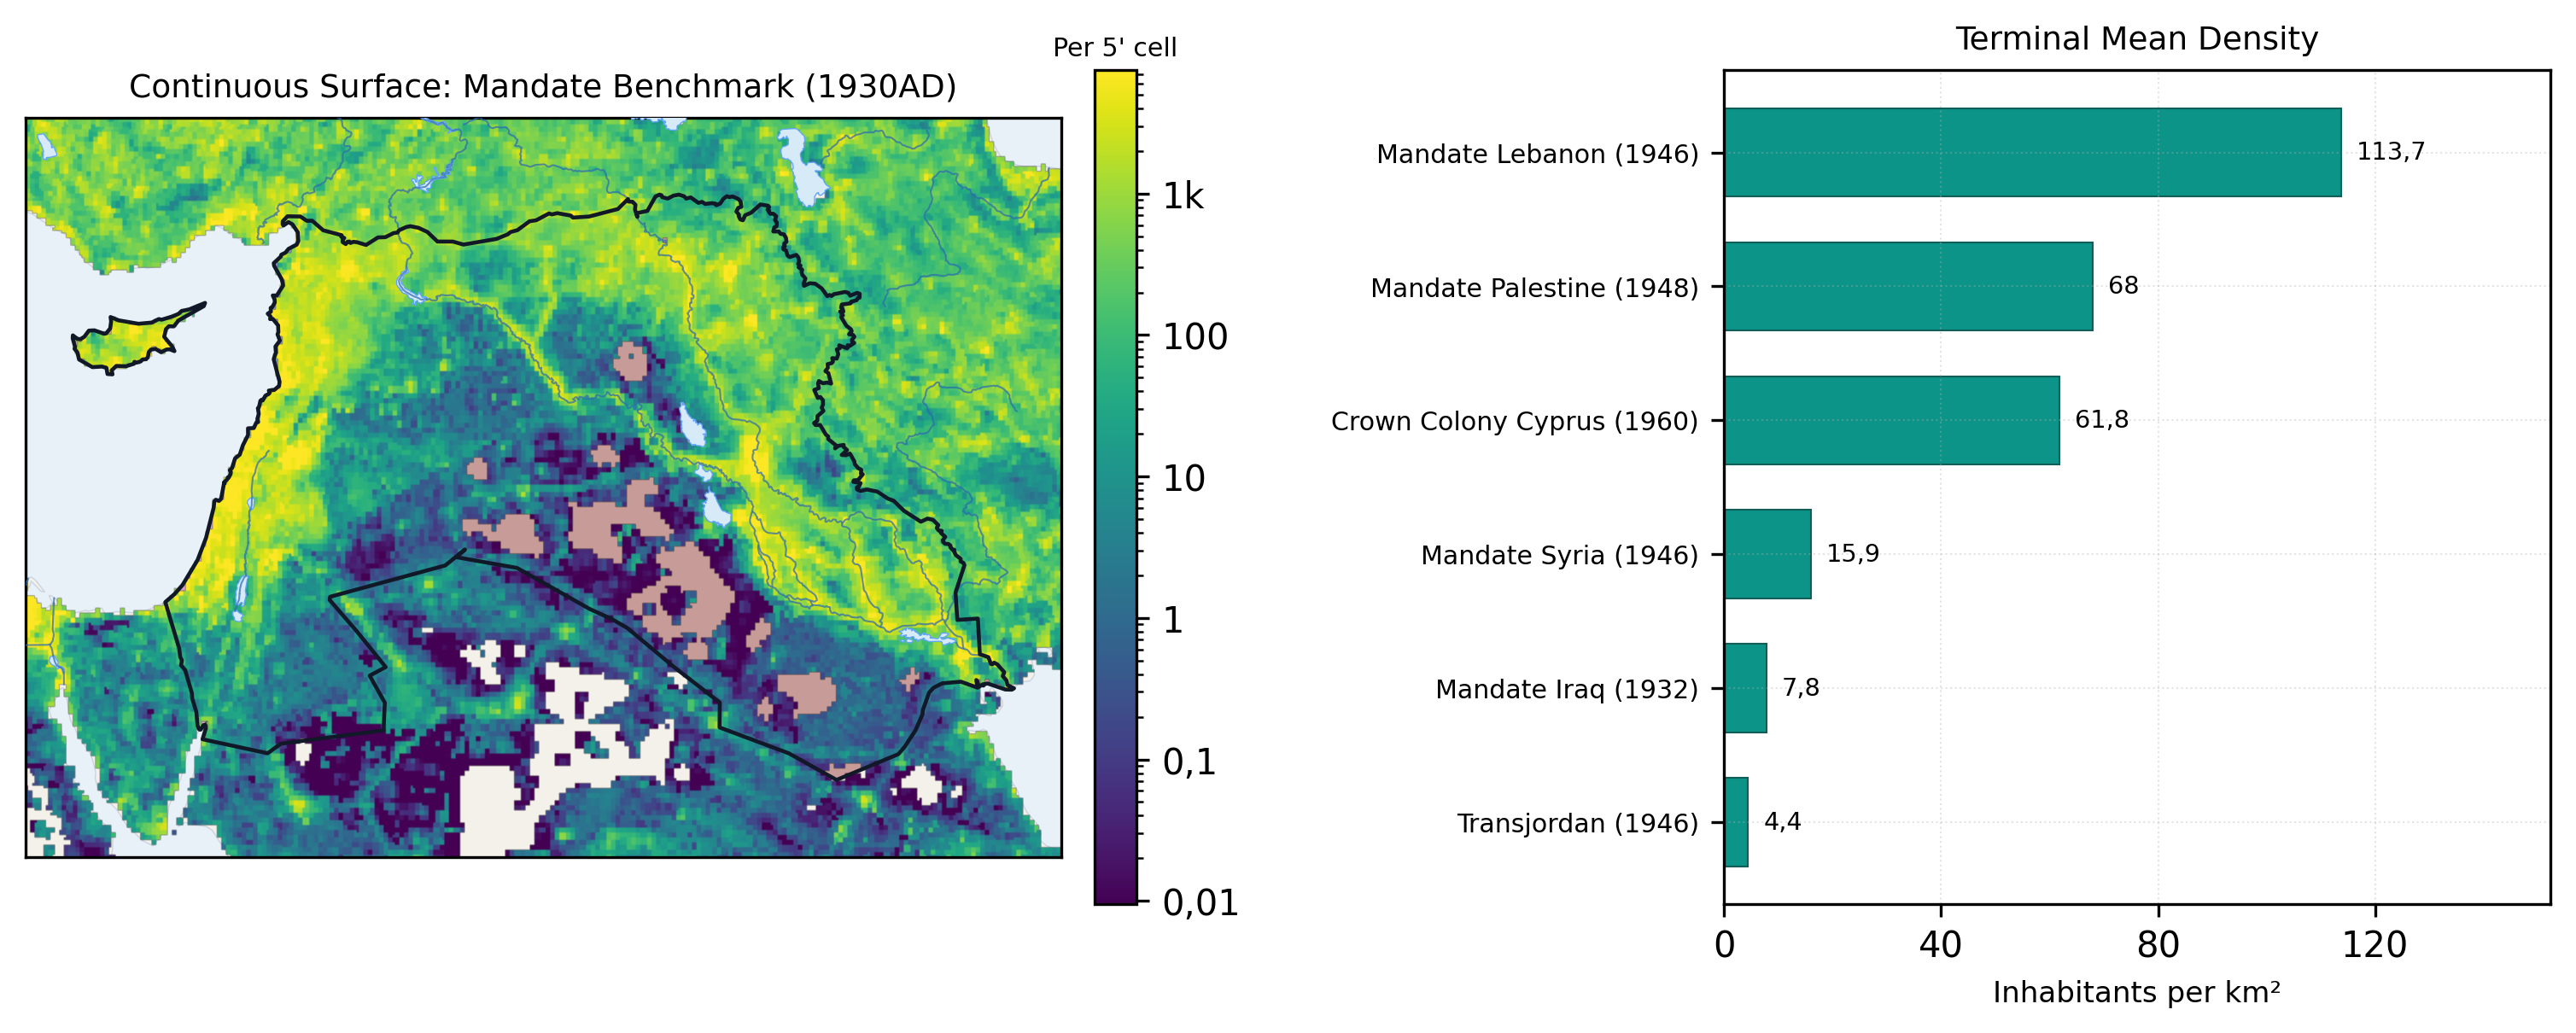 Continuous Surface: Mandate Benchmark (1930AD)
Per 5' cell
1k
100
10
1
0,1
0,01
Terminal Mean Density
Mandate Lebanon (1946)
113,7
Mandate Palestine (1948)
68
Crown Colony Cyprus (1960)
61,8
Mandate Syria (1946)
15,9
Mandate Iraq (1932)
7,8
Transjordan (1946)
4,4
0 40 80 120
Inhabitants per km²